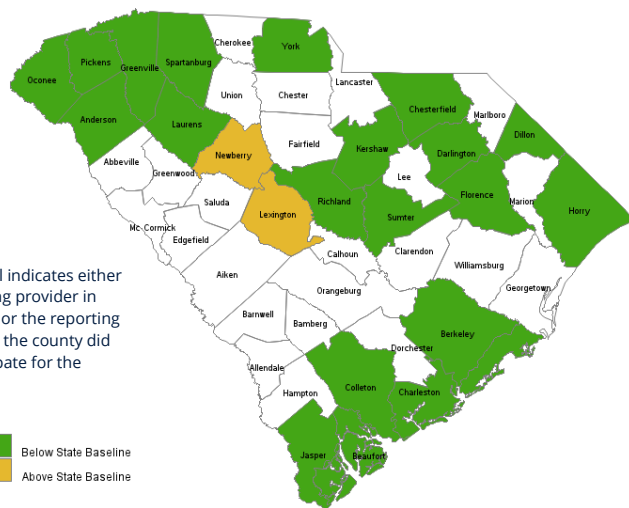 Cherokee
York
Pickens
Greenville
Spartanburg
Oconee
Union
Chester
Lancaster
Chesterfield
Marlboro
Anderson
Laurens
Dillon
Fairfield
Kershaw
Darlington
Abbeville
Newberry
Greenwood
Lee
Florence
Marion
Saluda
Richland
Horry
Lexington
Sumter
Mc Cormick
Edgefield
Calhoun
Clarendon
Aiken
Williamsburg
Orangeburg
Georgetown
l indicates either
ng provider in
or the reporting
the county did
pate for the
Barnwell
Bamberg
Berkeley
Dorchester
Allendale
Hampton
Colleton
Charleston
Jasper
Beaufort
Below State Baseline
Above State Baseline